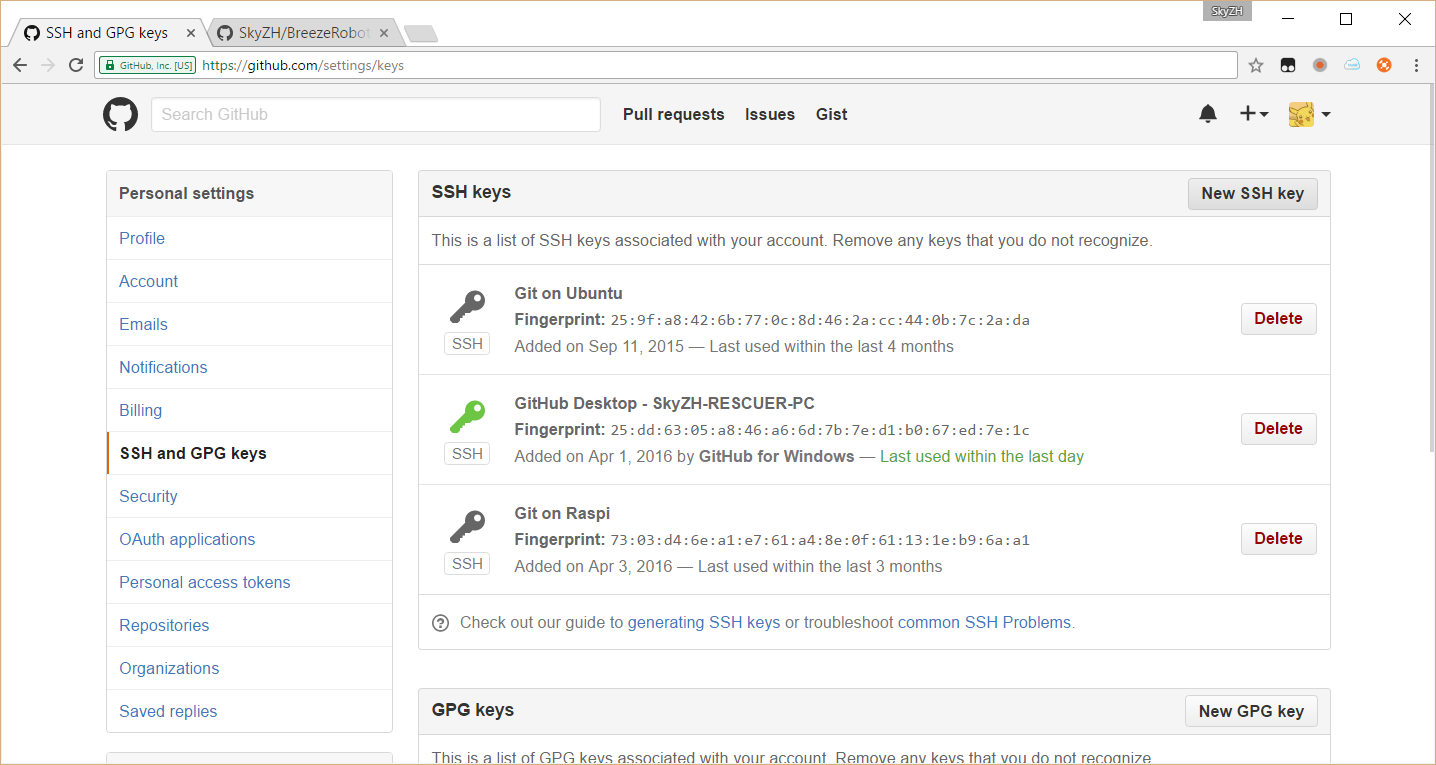 SkyZH
SSH and GPG keys
SkyZH/BreezeRobot
GitHub, Inc. [US] https://github.com/settings/keys
Search GitHub
Pull requests Issues Gist
Personal settings
Profile
Account
Emails
Notifications
Billing
SSH and GPG keys
Security
OAuth applications
Personal access tokens
Repositories
Organizations
Saved replies
SSH keys
New SSH key
This is a list of SSH keys associated with your account. Remove any keys that you do not recognize.
Git on Ubuntu
Fingerprint: 25:9f:a8:42:6b:77:0c:8d:46:2a:cc:44:0b:7c:2a:da
SSH
Added on Sep 11, 2015 — Last used within the last 4 months
Delete
GitHub Desktop - SkyZH-RESCUER-PC
Fingerprint: 25:dd:63:05:a8:46:a6:6d:7b:7e:d1:b0:67:ed:7e:1c
SSH
Added on Apr 1, 2016 by GitHub for Windows — Last used within the last day
Delete
Git on Raspi
Fingerprint: 73:03:d4:6e:a1:e7:61:a4:8e:0f:61:13:1e:b9:6a:a1
SSH
Added on Apr 3, 2016 — Last used within the last 3 months
Delete
Check out our guide to generating SSH keys or troubleshoot common SSH Problems.
GPG keys
New GPG key
This is a list of GPG keys associated with your account. Remove any keys that you do not recognize